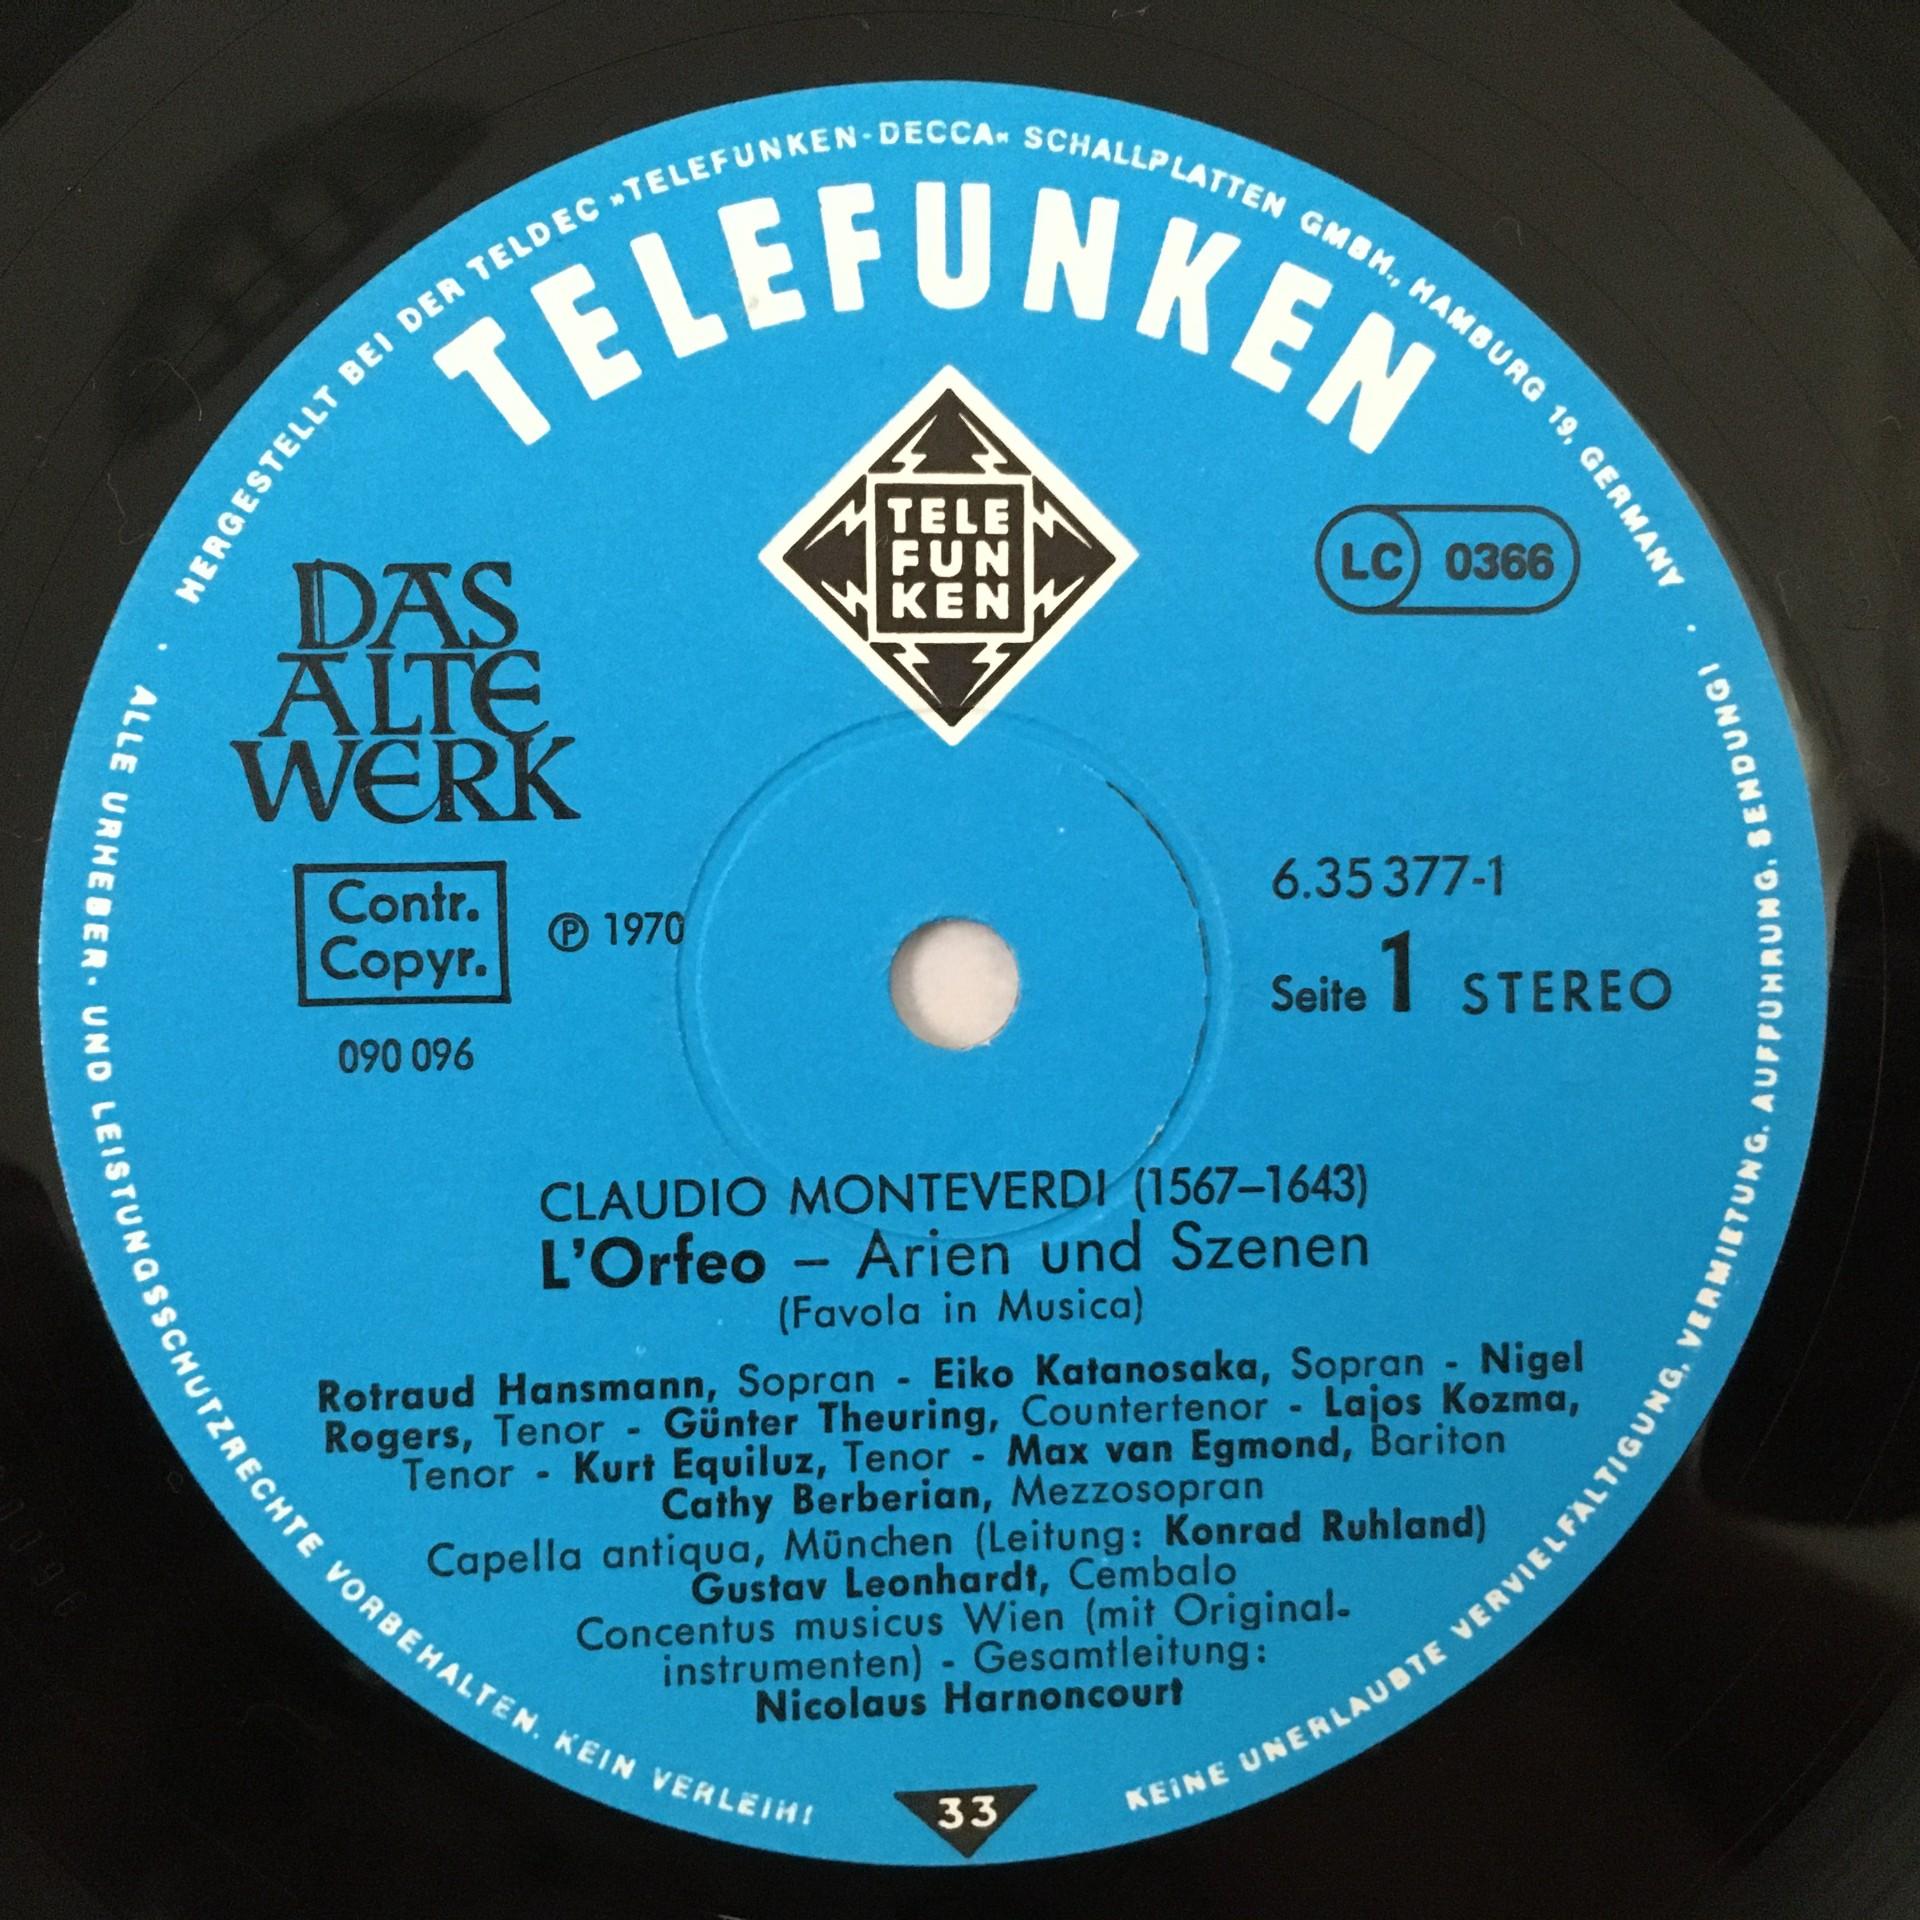 HERGESTELLT BEI DER TELDEC »TELEFUNKEN-DECCA« SCHALLPLATTEN GMBH., HAMBURG 19, GERMANY ·
TELEFUNKEN
TELE
FUN
KEN
LC 0366
DAS
ALTE
WERK
Contr.
Copyr.
℗ 1970
090 096
6.35 377-1
Seite 1 STEREO
CLAUDIO MONTEVERDI (1567–1643)
L'Orfeo – Arien und Szenen
(Favola in Musica)
Rotraud Hansmann, Sopran - Eiko Katanosaka, Sopran - Nigel
Rogers, Tenor - Günter Theuring, Countertenor - Lajos Kozma,
Tenor - Kurt Equiluz, Tenor - Max van Egmond, Bariton
Cathy Berberian, Mezzosopran
Capella antiqua, München (Leitung: Konrad Ruhland)
Gustav Leonhardt, Cembalo
Concentus musicus Wien (mit Original-
instrumenten) - Gesamtleitung:
Nicolaus Harnoncourt
33
· ALLE URHEBER- UND LEISTUNGSSCHUTZRECHTE VORBEHALTEN. KEIN VERLEIH!
KEINE UNERLAUBTE VERVIELFÄLTIGUNG, VERMIETUNG, AUFFÜHRUNG, SENDUNG!